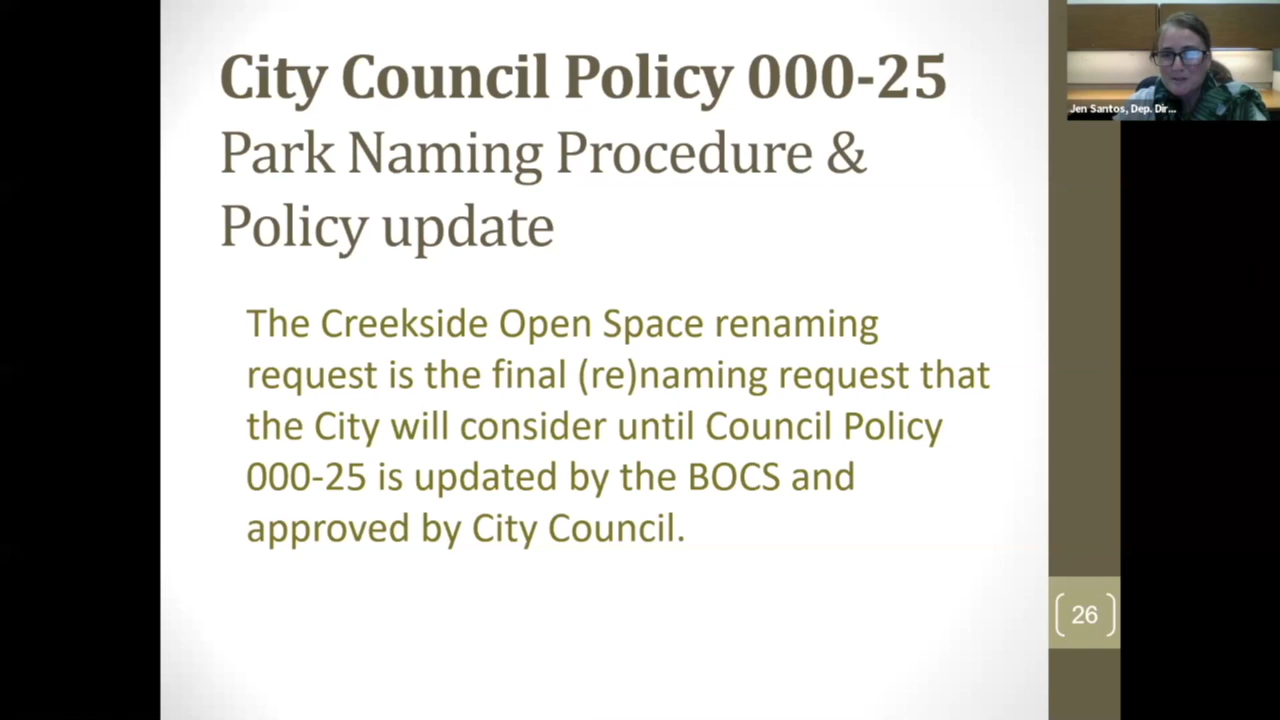 City Council Policy 000-25
Park Naming Procedure &
Policy update
Jen Santos, Dep. Dir...
The Creekside Open Space renaming
request is the final (re)naming request that
the City will consider until Council Policy
000-25 is updated by the BOCS and
approved by City Council.
26